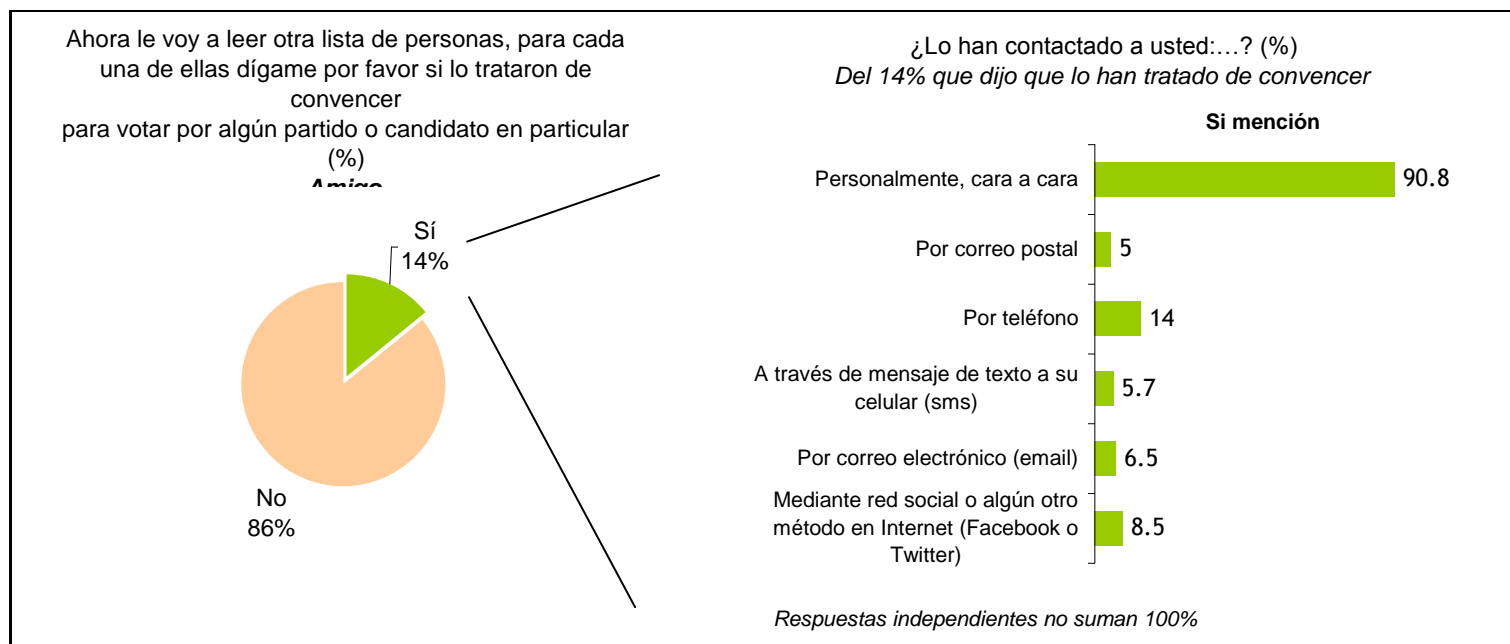 Ahora le voy a leer otra lista de personas, para cada
una de ellas dígame por favor si lo trataron de
convencer
para votar por algún partido o candidato en particular
(%)
Amigo
Sí
14%
No
86%
¿Lo han contactado a usted:…? (%)
Del 14% que dijo que lo han tratado de convencer
Si mención
Personalmente, cara a cara
90.8
Por correo postal
5
Por teléfono
14
A través de mensaje de texto a su
celular (sms)
5.7
Por correo electrónico (email)
6.5
Mediante red social o algún otro
método en Internet (Facebook o
Twitter)
8.5
Respuestas independientes no suman 100%